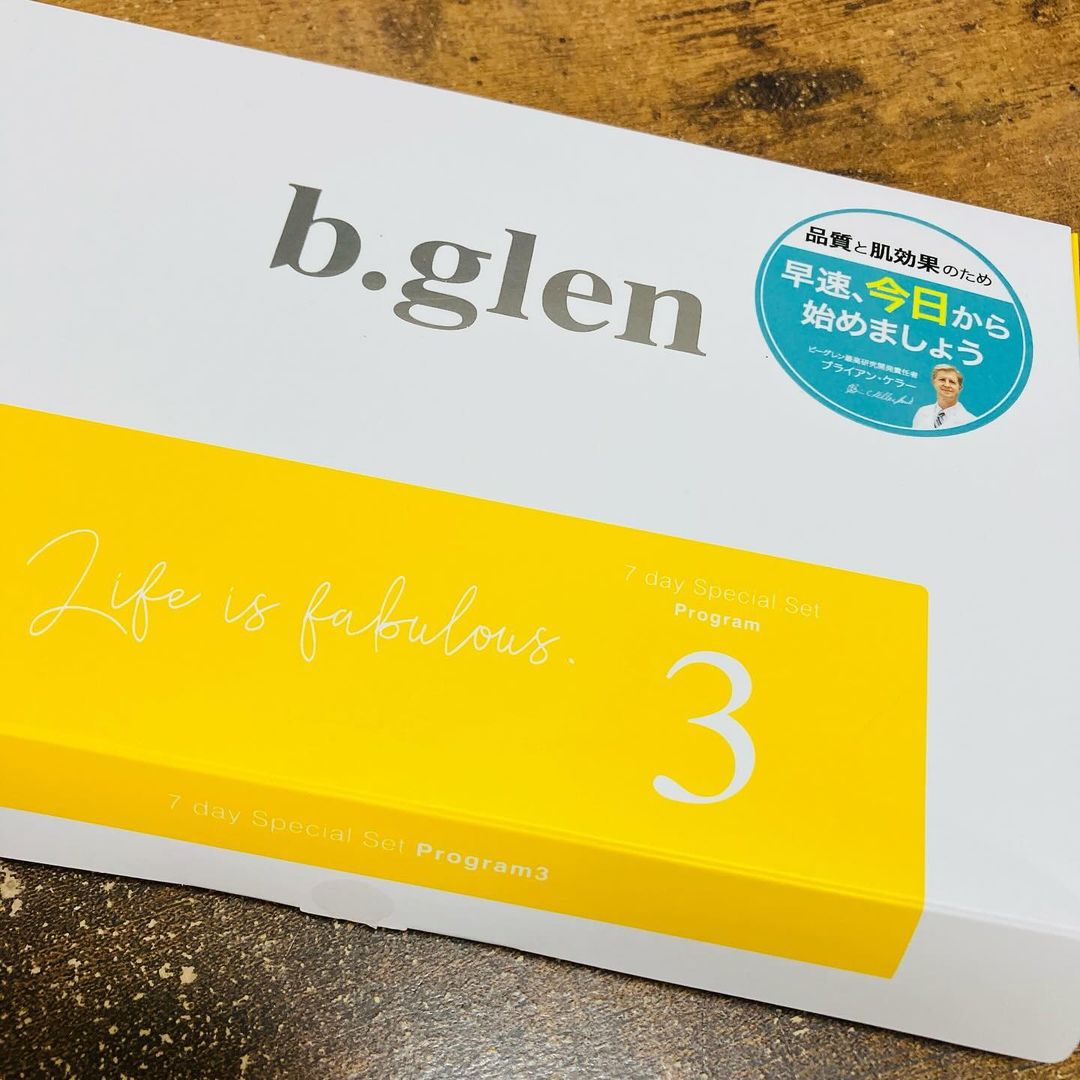 b.glen
品質と肌効果のため
早速、今日から
始めましょう
ビーグレン最高研究開発責任者
ブライアン・ケラー
Life is fabulous.
7 day Special Set
Program
3
7 day Special Set Program3